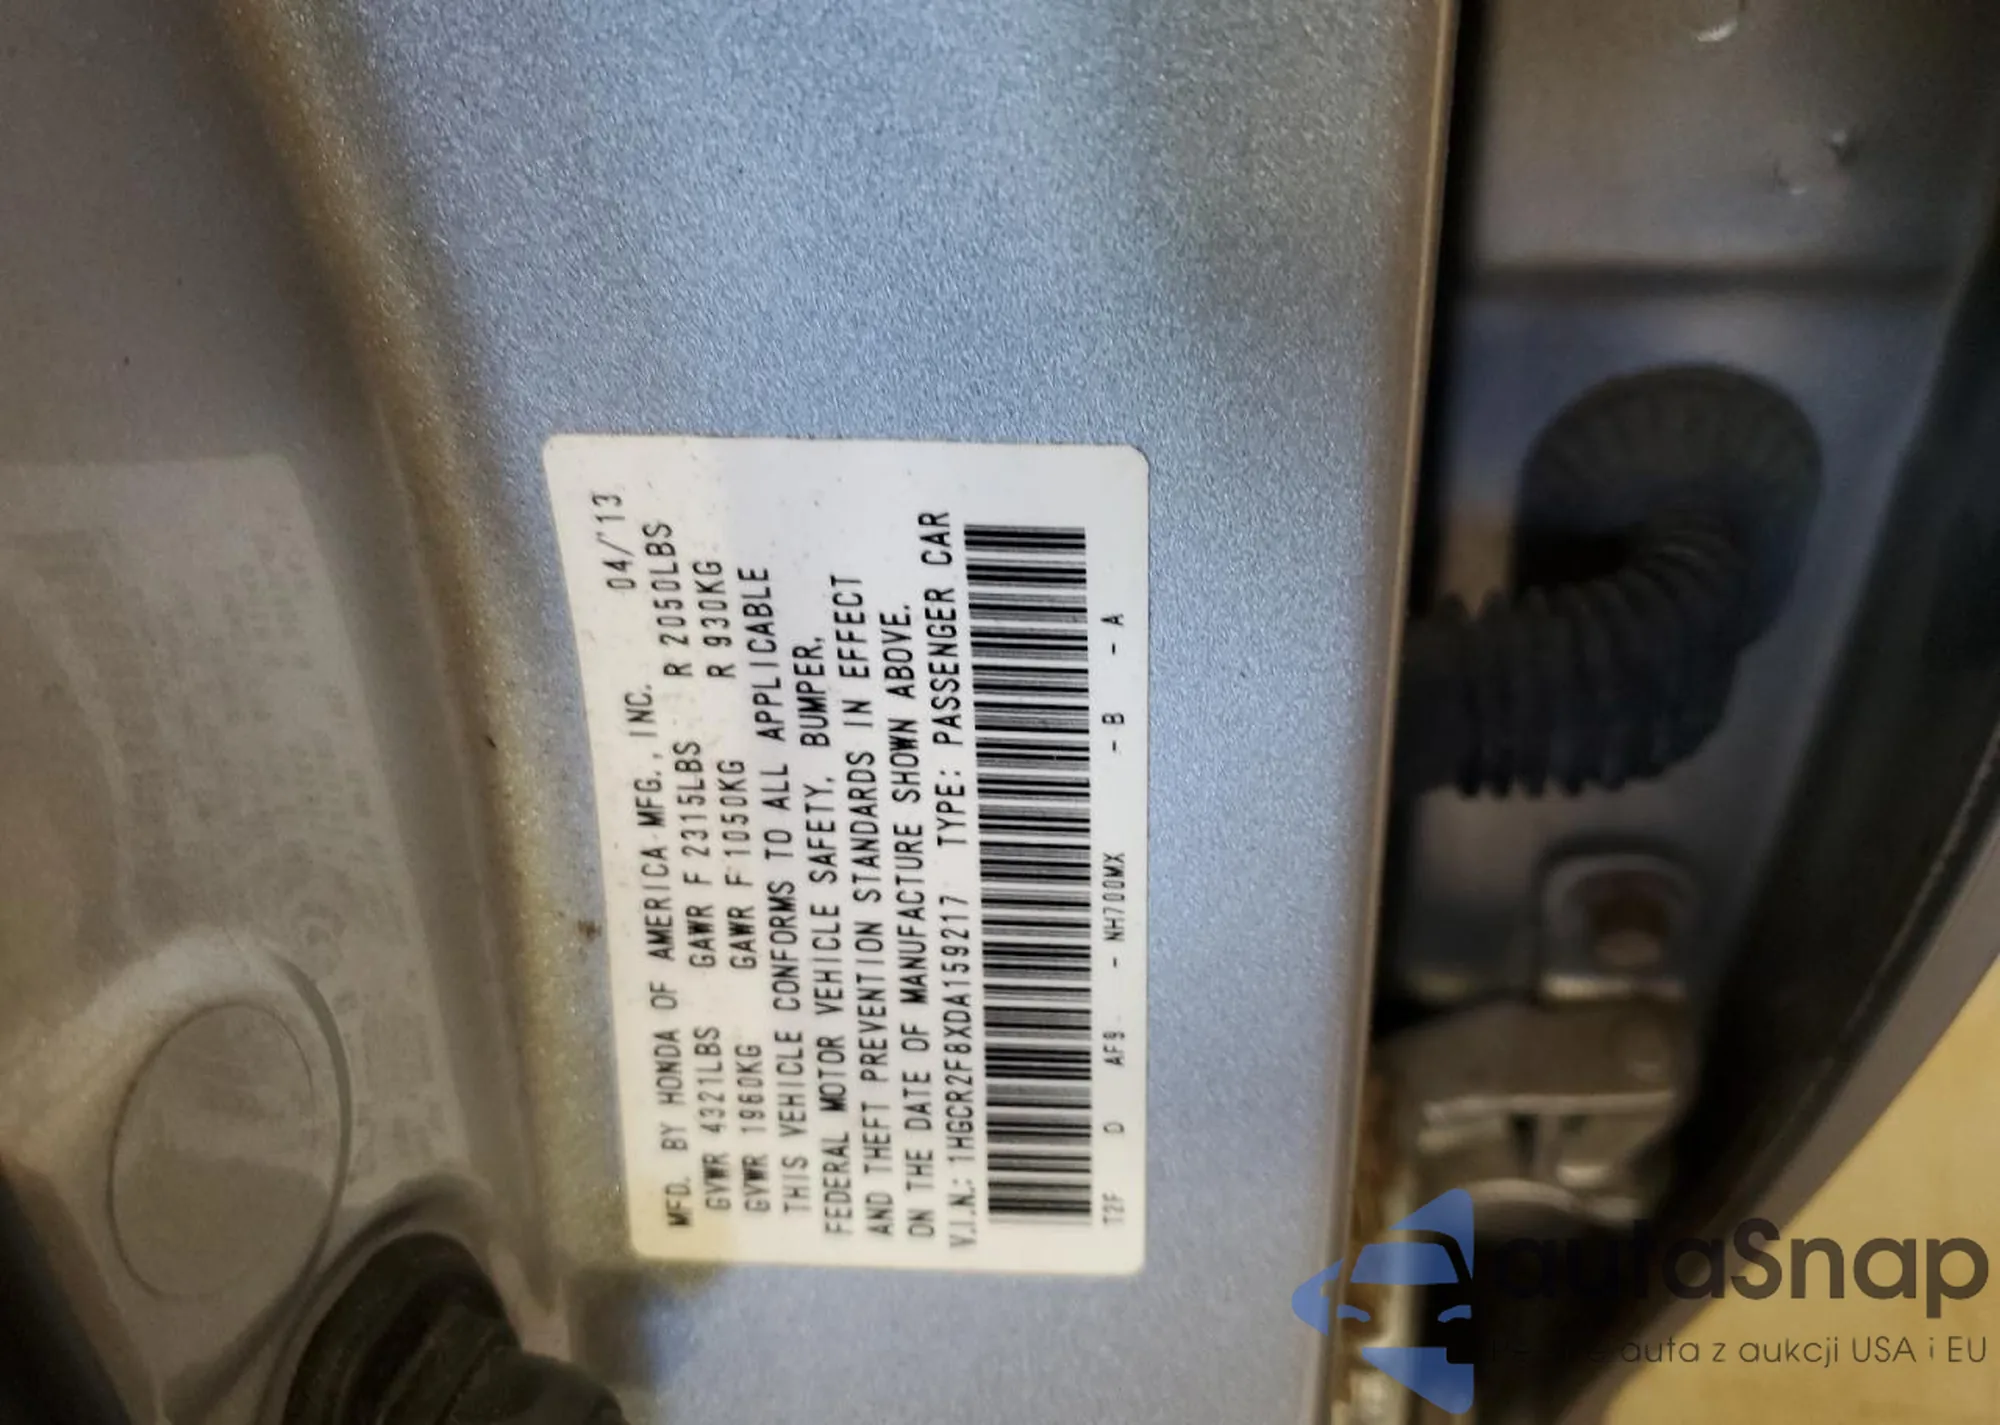 MFD. BY HONDA OF AMERICA MFG., INC. 04/'13
GVWR 4321LBS GAWR F 2315LBS R 2050LBS
GVWR 1960KG GAWR F 1050KG R 930KG
THIS VEHICLE CONFORMS TO ALL APPLICABLE
FEDERAL MOTOR VEHICLE SAFETY, BUMPER,
AND THEFT PREVENTION STANDARDS IN EFFECT
ON THE DATE OF MANUFACTURE SHOWN ABOVE.
V.I.N.: 1HGCR2F8XDA159217 TYPE: PASSENGER CAR
T2F D AF9 - NH700MX - B - A
autaSnap
auta z aukcji USA i EU